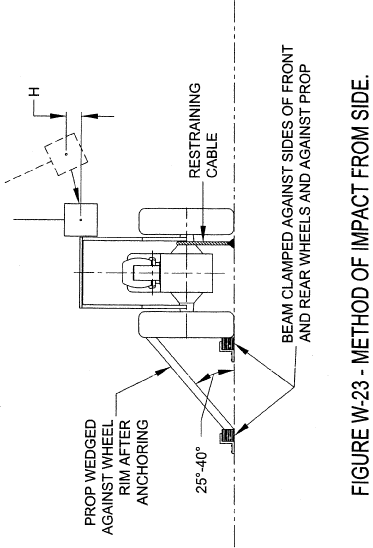 H
RESTRAINING
CABLE
PROP WEDGED
AGAINST WHEEL
RIM AFTER
ANCHORING
25°-40°
BEAM CLAMPED AGAINST SIDES OF FRONT
AND REAR WHEELS AND AGAINST PROP
FIGURE W-23 - METHOD OF IMPACT FROM SIDE.